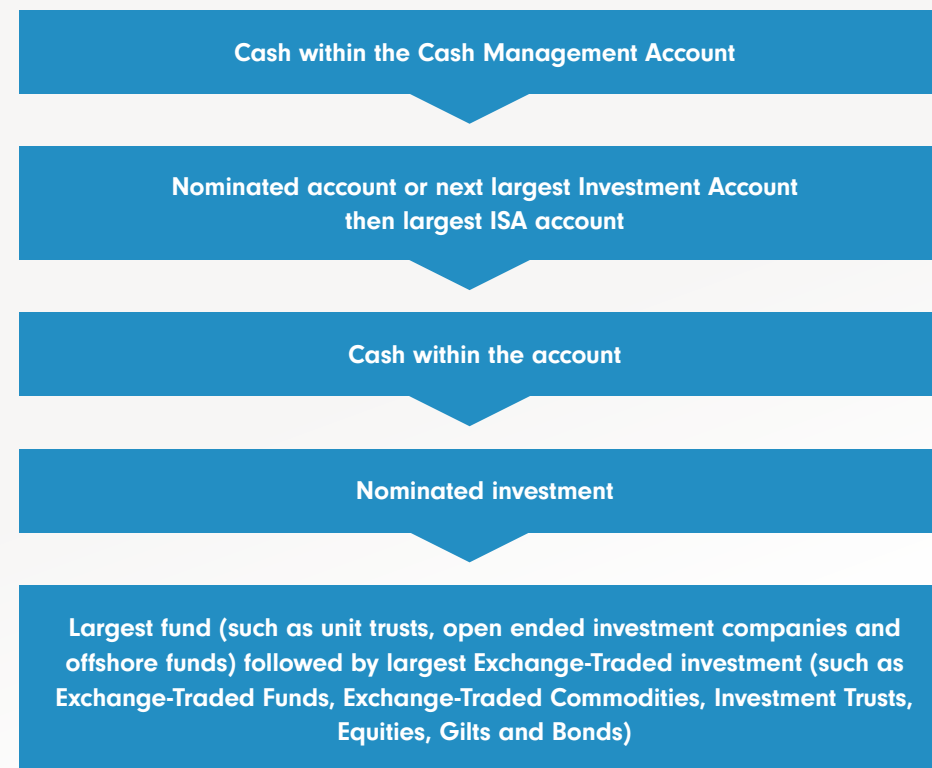 Cash within the Cash Management Account
Nominated account or next largest Investment Account
then largest ISA account
Cash within the account
Nominated investment
Largest fund (such as unit trusts, open ended investment companies and
offshore funds) followed by largest Exchange-Traded investment (such as
Exchange-Traded Funds, Exchange-Traded Commodities, Investment Trusts,
Equities, Gilts and Bonds)